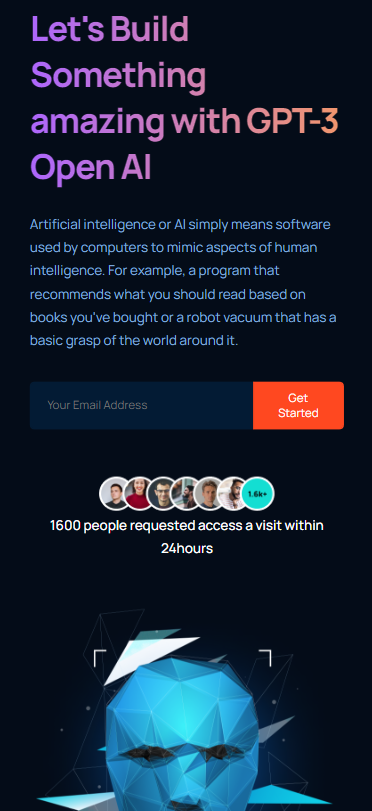 Let's Build
Something
amazing with GPT-3
Open AI
Artificial intelligence or AI simply means software
used by computers to mimic aspects of human
intelligence. For example, a program that
recommends what you should read based on
books you've bought or a robot vacuum that has a
basic grasp of the world around it.
Your Email Address
Get
Started
1.6k+
1600 people requested access a visit within
24hours